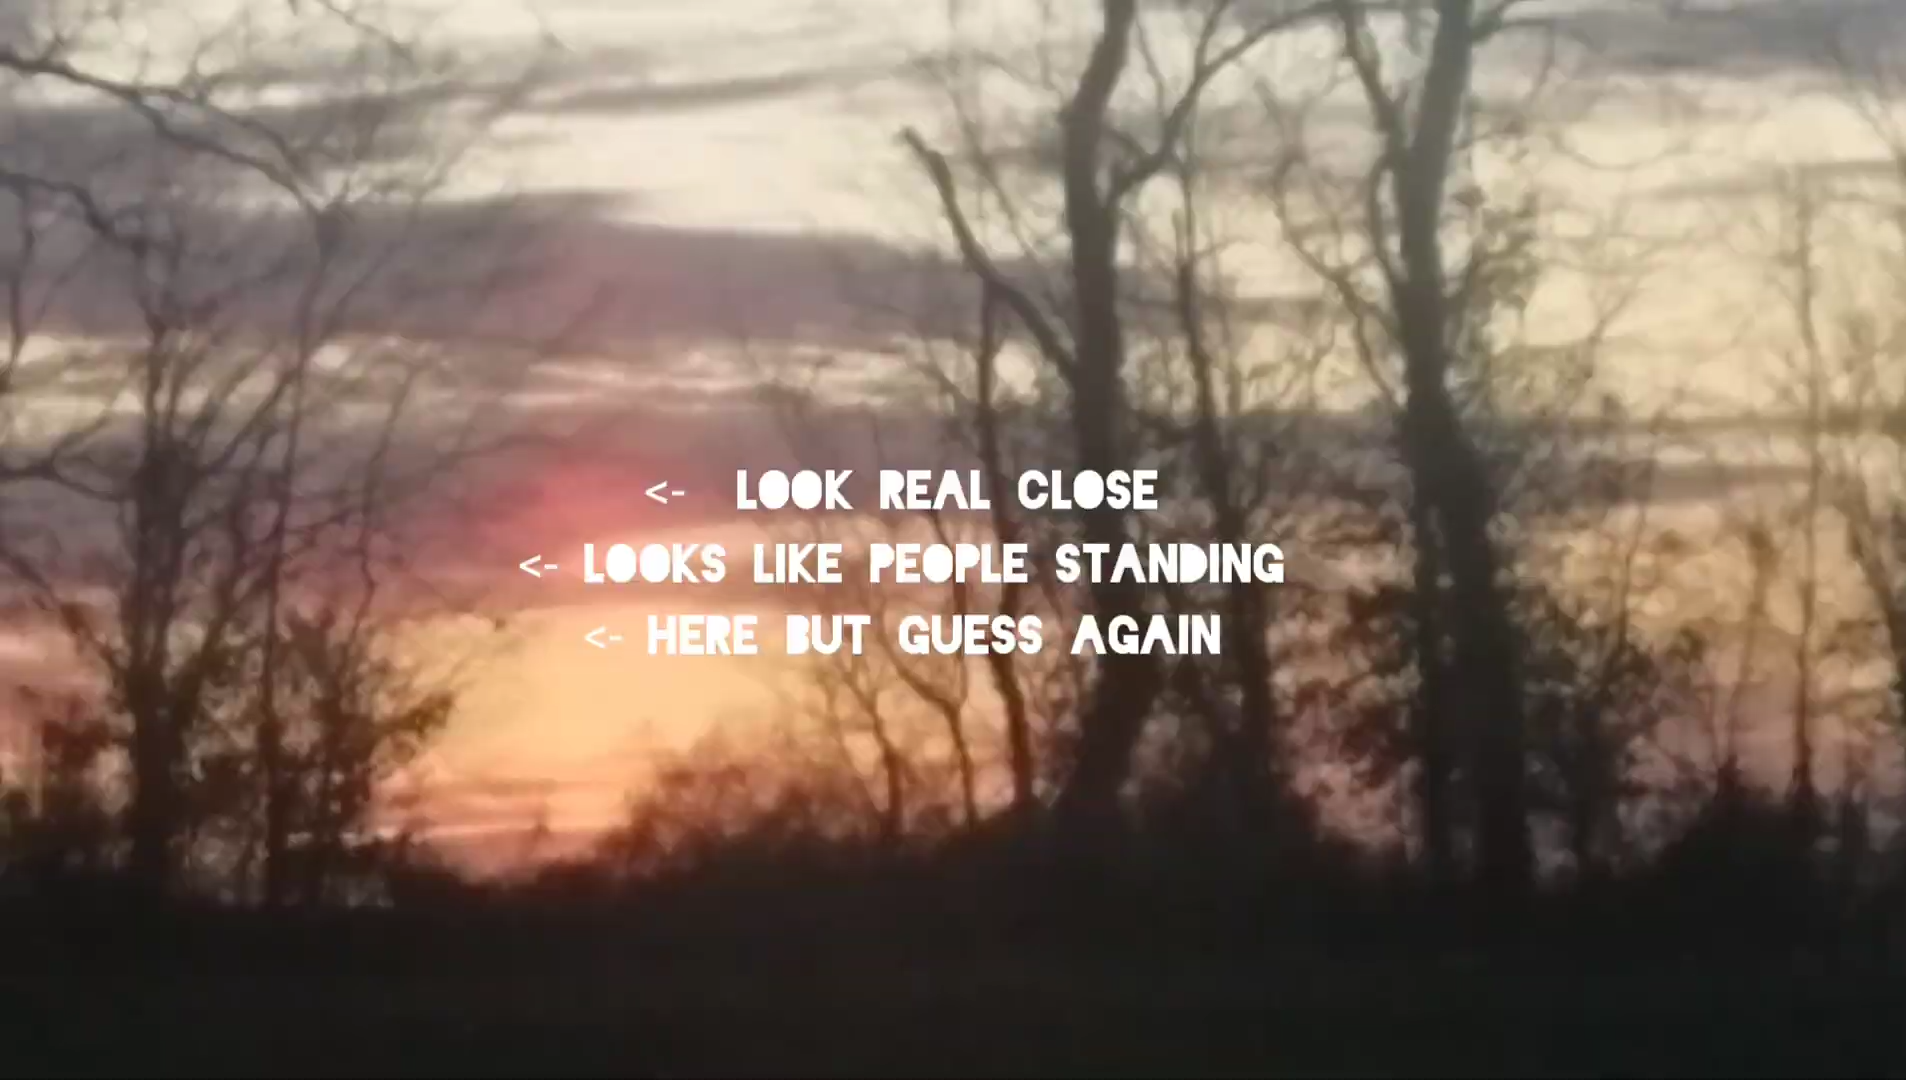 <- LOOK REAL CLOSE
<- LOOKS LIKE PEOPLE STANDING
<- HERE BUT GUESS AGAIN